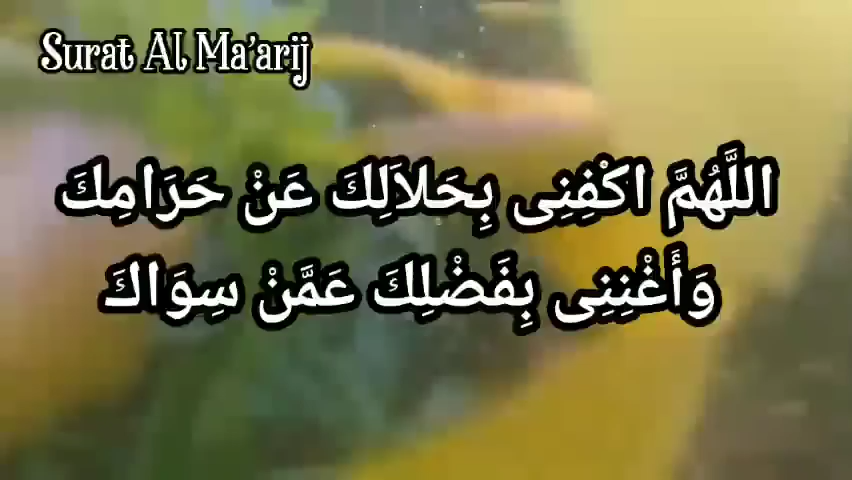 Surat Al Ma'arij
اللَّهُمَّ اكْفِنِى بِحَلاَلِكَ عَنْ حَرَامِكَ
وَأَغْنِنِى بِفَضْلِكَ عَمَّنْ سِوَاكَ